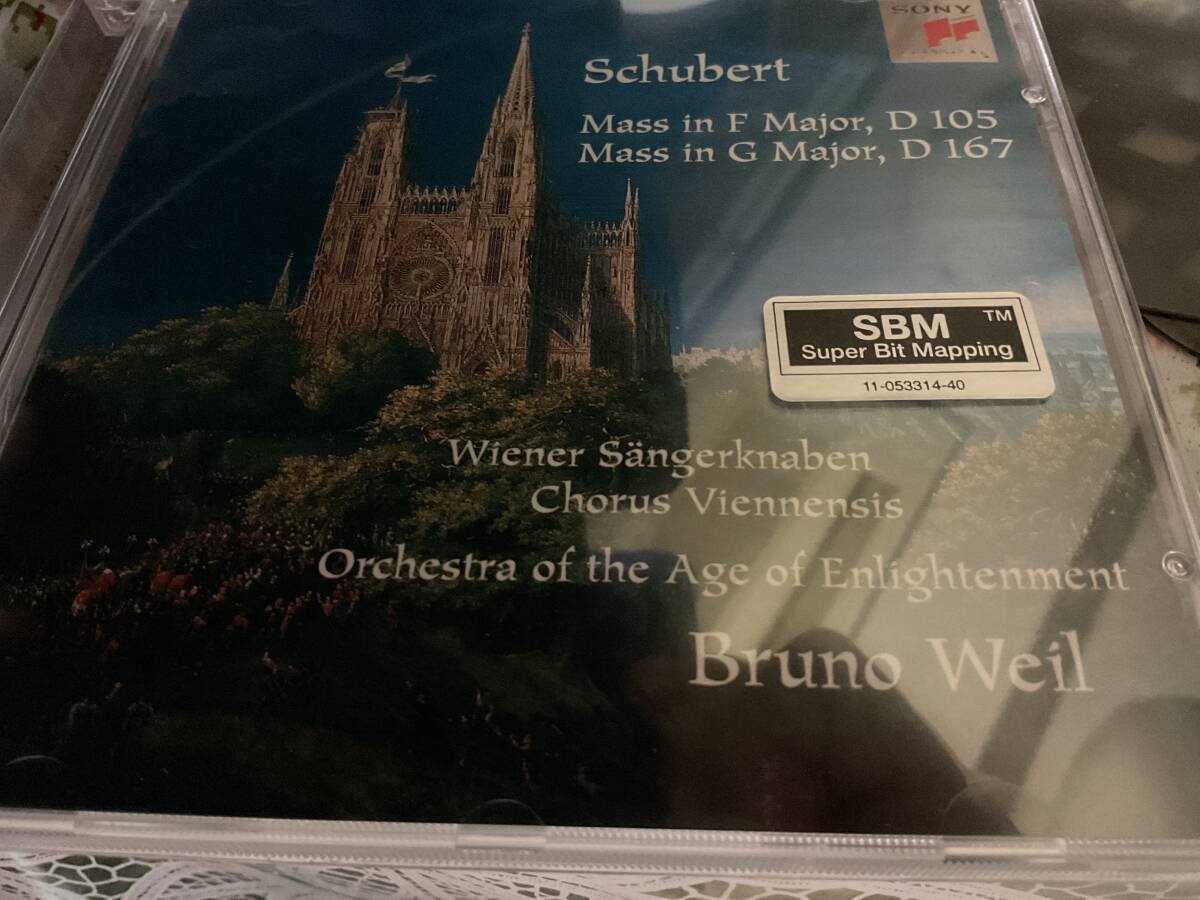 SONY
Schubert
Mass in F Major, D 105
Mass in G Major, D 167
SBM TM
Super Bit Mapping
11-053314-40
Wiener Sängerknaben
Chorus Viennensis
Orchestra of the Age of Enlightenment
Bruno Weil